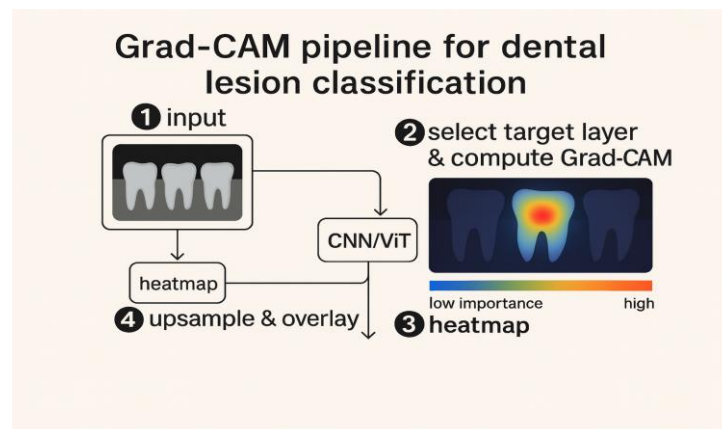 Grad-CAM pipeline for dental
lesion classification
1 input
2 select target layer
& compute Grad-CAM
CNN/ViT
heatmap
low importance high
4 upsample & overlay
3 heatmap